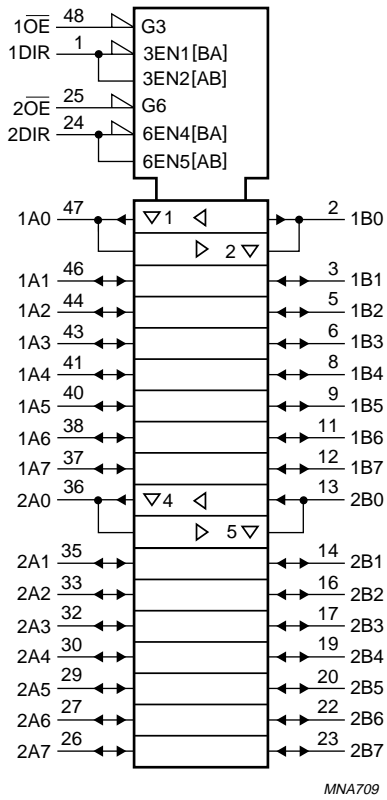 1O̅E̅ 48 G3
1DIR 1 3EN1[BA]
3EN2[AB]
2O̅E̅ 25 G6
2DIR 24 6EN4[BA]
6EN5[AB]
1A0 47 ▽1 ◁ 2 1B0
▷ 2▽
1A1 46 3 1B1
1A2 44 5 1B2
1A3 43 6 1B3
1A4 41 8 1B4
1A5 40 9 1B5
1A6 38 11 1B6
1A7 37 12 1B7
2A0 36 ▽4 ◁ 13 2B0
▷ 5▽
2A1 35 14 2B1
2A2 33 16 2B2
2A3 32 17 2B3
2A4 30 19 2B4
2A5 29 20 2B5
2A6 27 22 2B6
2A7 26 23 2B7
MNA709